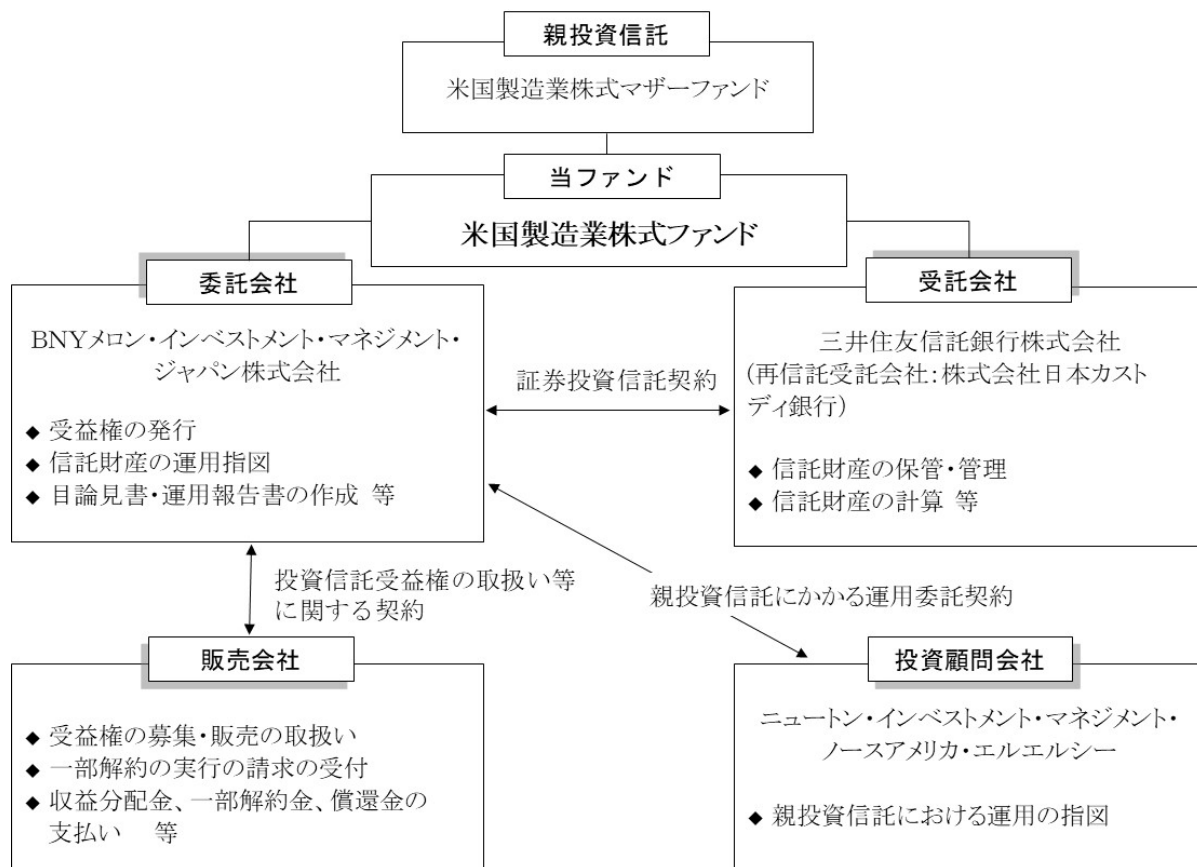 親投資信託
米国製造業株式マザーファンド
当ファンド
米国製造業株式ファンド
委託会社
BNYメロン・インベストメント・マネジメント・
ジャパン株式会社
◆ 受益権の発行
◆ 信託財産の運用指図
◆ 目論見書・運用報告書の作成 等
証券投資信託契約
受託会社
三井住友信託銀行株式会社
(再信託受託会社:株式会社日本カスト
ディ銀行)
◆ 信託財産の保管・管理
◆ 信託財産の計算 等
投資信託受益権の取扱い等
に関する契約
親投資信託にかかる運用委託契約
販売会社
◆ 受益権の募集・販売の取扱い
◆ 一部解約の実行の請求の受付
◆ 収益分配金、一部解約金、償還金の
支払い 等
投資顧問会社
ニュートン・インベストメント・マネジメント・
ノースアメリカ・エルエルシー
◆ 親投資信託における運用の指図